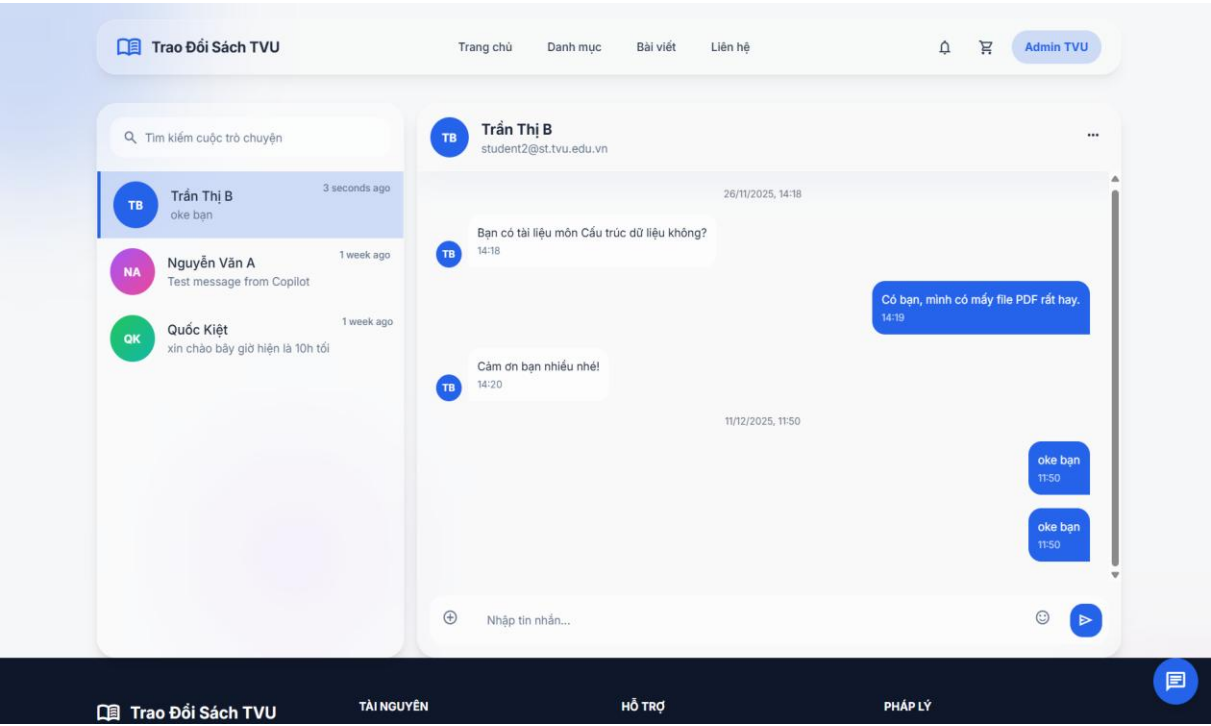 Trao Đổi Sách TVU
Trang chủ Danh mục Bài viết Liên hệ
Admin TVU
Tìm kiếm cuộc trò chuyện
TB
Trần Thị B
3 seconds ago
oke bạn
NA
Nguyễn Văn A
1 week ago
Test message from Copilot
QK
Quốc Kiệt
1 week ago
xin chào bây giờ hiện là 10h tối
TB
Trần Thị B
student2@st.tvu.edu.vn
26/11/2025, 14:18
Bạn có tài liệu môn Cấu trúc dữ liệu không?
TB
14:18
Có bạn, mình có mấy file PDF rất hay.
14:19
Cảm ơn bạn nhiều nhé!
TB
14:20
11/12/2025, 11:50
oke bạn
11:50
oke bạn
11:50
Nhập tin nhắn...
Trao Đổi Sách TVU
TÀI NGUYÊN
HỖ TRỢ
PHÁP LÝ